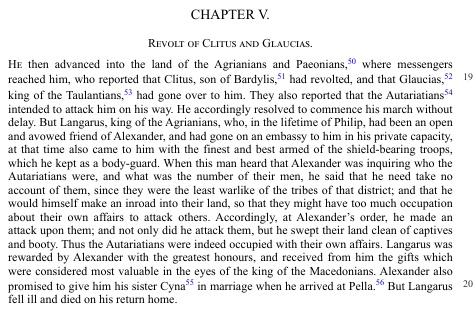 CHAPTER V.
REVOLT OF CLITUS AND GLAUCIAS.
HE then advanced into the land of the Agrianians and Paeonians,50 where messengers
reached him, who reported that Clitus, son of Bardylis,51 had revolted, and that Glaucias,52 19
king of the Taulantians,53 had gone over to him. They also reported that the Autariatians54
intended to attack him on his way. He accordingly resolved to commence his march without
delay. But Langarus, king of the Agrianians, who, in the lifetime of Philip, had been an open
and avowed friend of Alexander, and had gone on an embassy to him in his private capacity,
at that time also came to him with the finest and best armed of the shield-bearing troops,
which he kept as a body-guard. When this man heard that Alexander was inquiring who the
Autariatians were, and what was the number of their men, he said that he need take no
account of them, since they were the least warlike of the tribes of that district; and that he
would himself make an inroad into their land, so that they might have too much occupation
about their own affairs to attack others. Accordingly, at Alexander's order, he made an
attack upon them; and not only did he attack them, but he swept their land clean of captives
and booty. Thus the Autariatians were indeed occupied with their own affairs. Langarus was
rewarded by Alexander with the greatest honours, and received from him the gifts which
were considered most valuable in the eyes of the king of the Macedonians. Alexander also
promised to give him his sister Cyna55 in marriage when he arrived at Pella.56 But Langarus 20
fell ill and died on his return home.